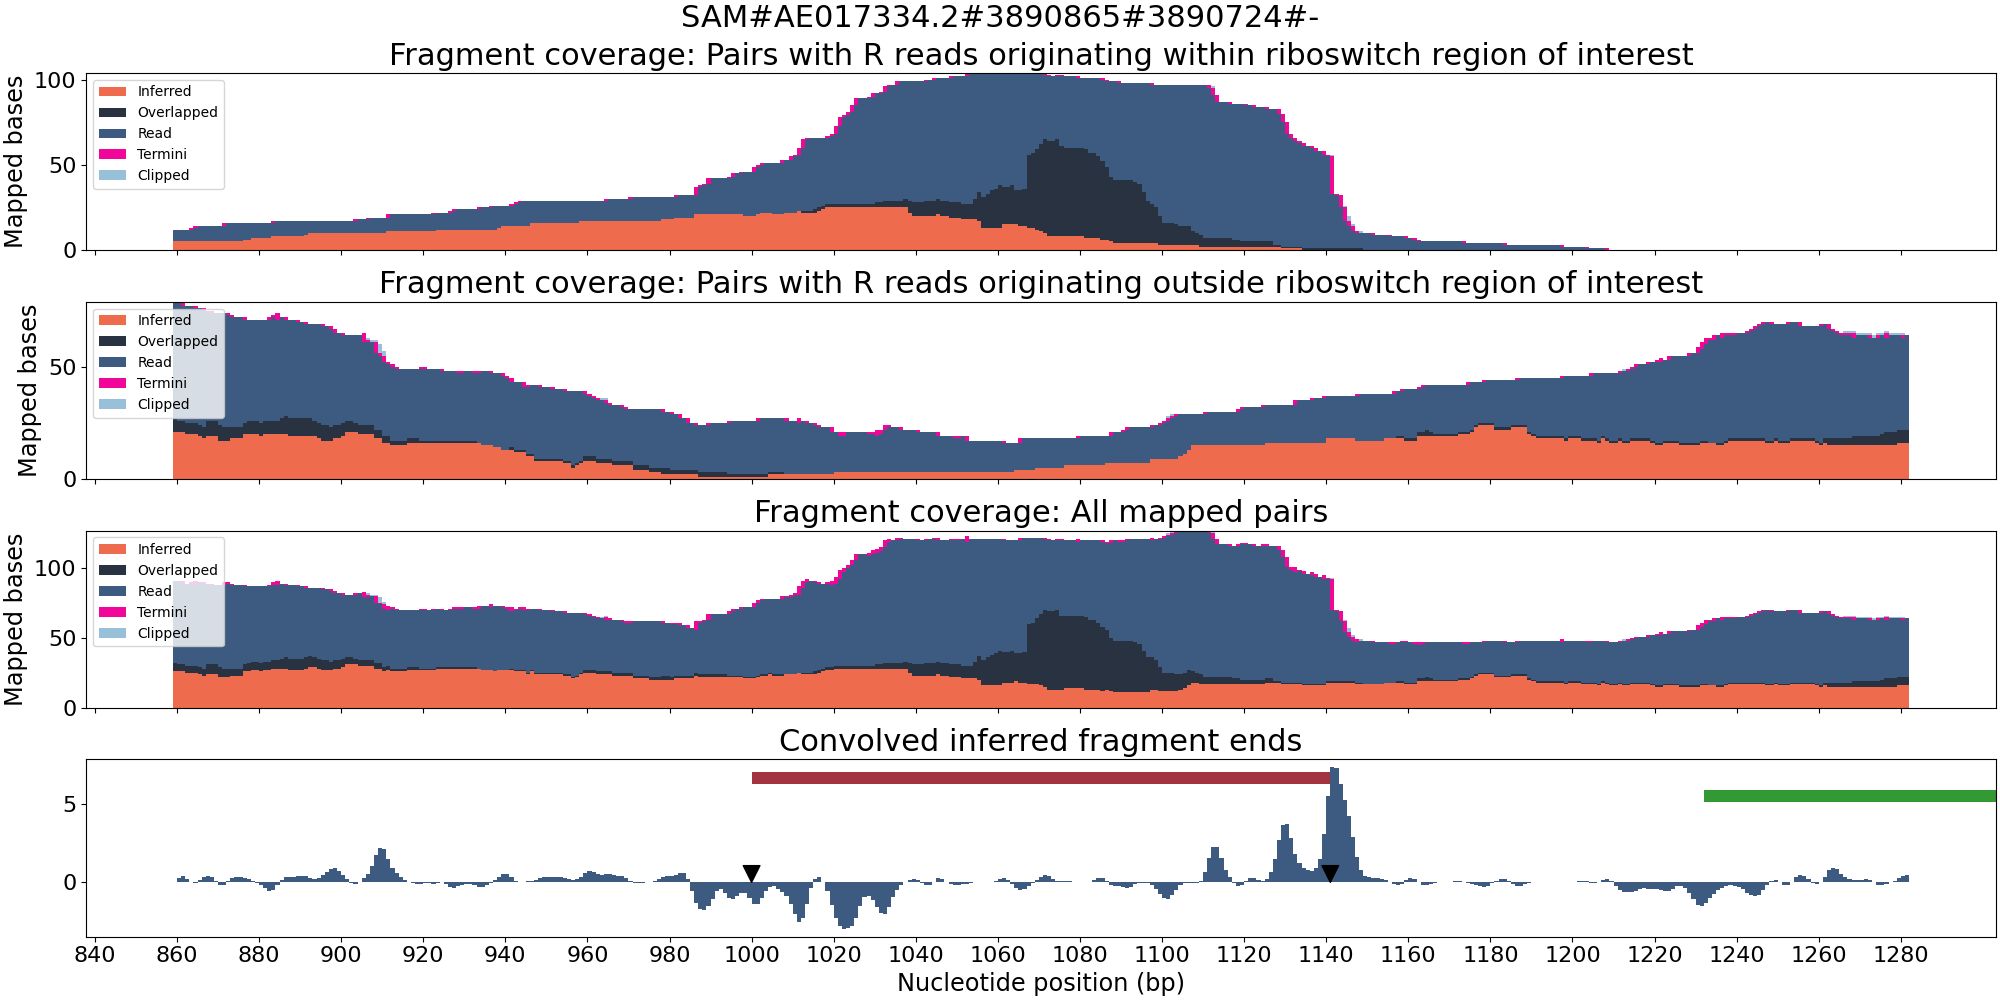 SAM#AE017334.2#3890865#3890724#-
Fragment coverage: Pairs with R reads originating within riboswitch region of interest
Mapped bases
100
50
0
Inferred
Overlapped
Read
Termini
Clipped
Fragment coverage: Pairs with R reads originating outside riboswitch region of interest
Mapped bases
50
0
Inferred
Overlapped
Read
Termini
Clipped
Fragment coverage: All mapped pairs
Mapped bases
100
50
0
Inferred
Overlapped
Read
Termini
Clipped
Convolved inferred fragment ends
5
0
840 860 880 900 920 940 960 980 1000 1020 1040 1060 1080 1100 1120 1140 1160 1180 1200 1220 1240 1260 1280
Nucleotide position (bp)